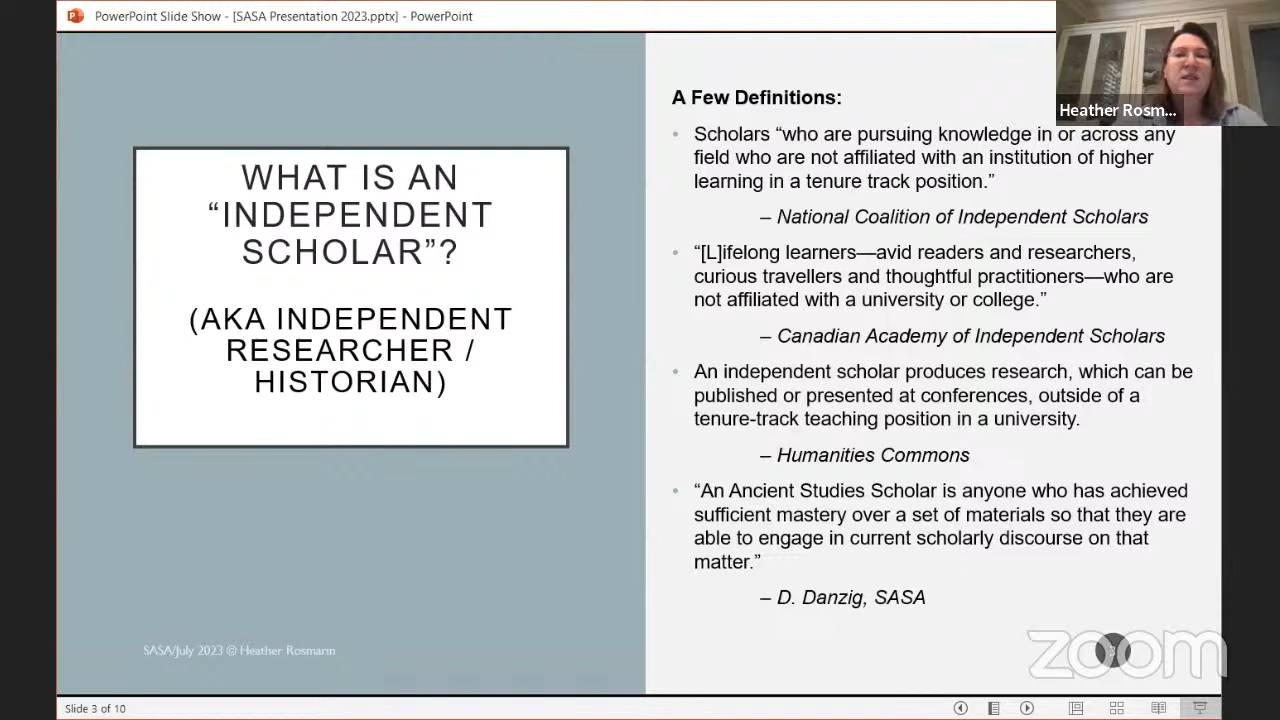 PowerPoint Slide Show - [SASA Presentation 2023.pptx] - PowerPoint
Heather Rosm...
WHAT IS AN
“INDEPENDENT
SCHOLAR”?
(AKA INDEPENDENT
RESEARCHER /
HISTORIAN)
SASA/July 2023 © Heather Rosmarin
A Few Definitions:
• Scholars “who are pursuing knowledge in or across any
field who are not affiliated with an institution of higher
learning in a tenure track position.”
– National Coalition of Independent Scholars
• “[L]ifelong learners—avid readers and researchers,
curious travellers and thoughtful practitioners—who are
not affiliated with a university or college.”
– Canadian Academy of Independent Scholars
• An independent scholar produces research, which can be
published or presented at conferences, outside of a
tenure-track teaching position in a university.
– Humanities Commons
• “An Ancient Studies Scholar is anyone who has achieved
sufficient mastery over a set of materials so that they are
able to engage in current scholarly discourse on that
matter.”
– D. Danzig, SASA
3
zoom
Slide 3 of 10